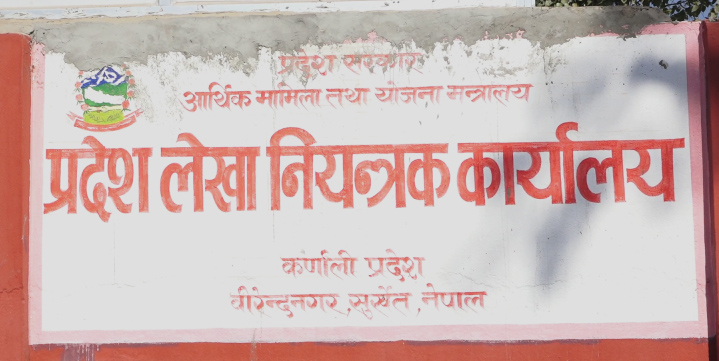 प्रदेश सरकार
आर्थिक मामिला तथा योजना मन्त्रालय
प्रदेश लेखा नियन्त्रक कार्यालय
कर्णाली प्रदेश
वीरेन्द्रनगर, सुर्खेत, नेपाल